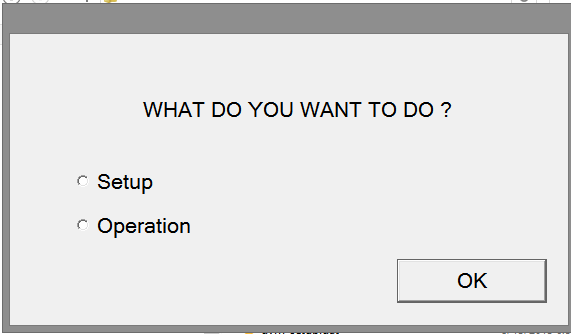 WHAT DO YOU WANT TO DO ?
Setup
Operation
OK